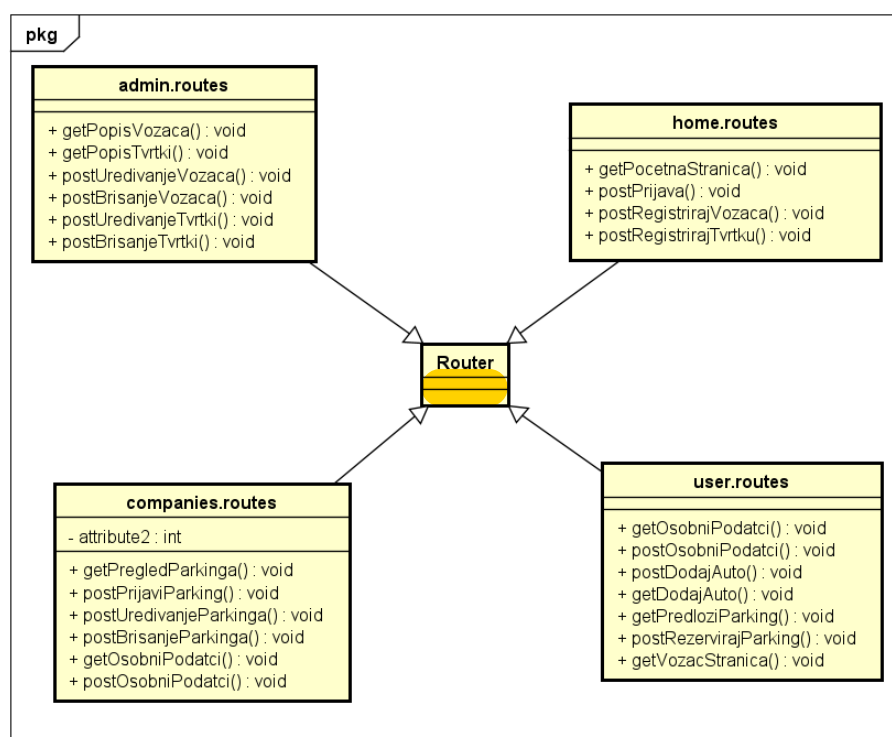 pkg
admin.routes
+ getPopisVozaca() : void
+ getPopisTvrtki() : void
+ postUredivanjeVozaca() : void
+ postBrisanjeVozaca() : void
+ postUredivanjeTvrtki() : void
+ postBrisanjeTvrtki() : void
home.routes
+ getPocetnaStranica() : void
+ postPrijava() : void
+ postRegistrirajVozaca() : void
+ postRegistrirajTvrtku() : void
Router
companies.routes
- attribute2 : int
+ getPregledParkinga() : void
+ postPrijaviParking() : void
+ postUredivanjeParkinga() : void
+ postBrisanjeParkinga() : void
+ getOsobniPodatci() : void
+ postOsobniPodatci() : void
user.routes
+ getOsobniPodatci() : void
+ postOsobniPodatci() : void
+ postDodajAuto() : void
+ getDodajAuto() : void
+ getPredloziParking() : void
+ postRezervirajParking() : void
+ getVozacStranica() : void